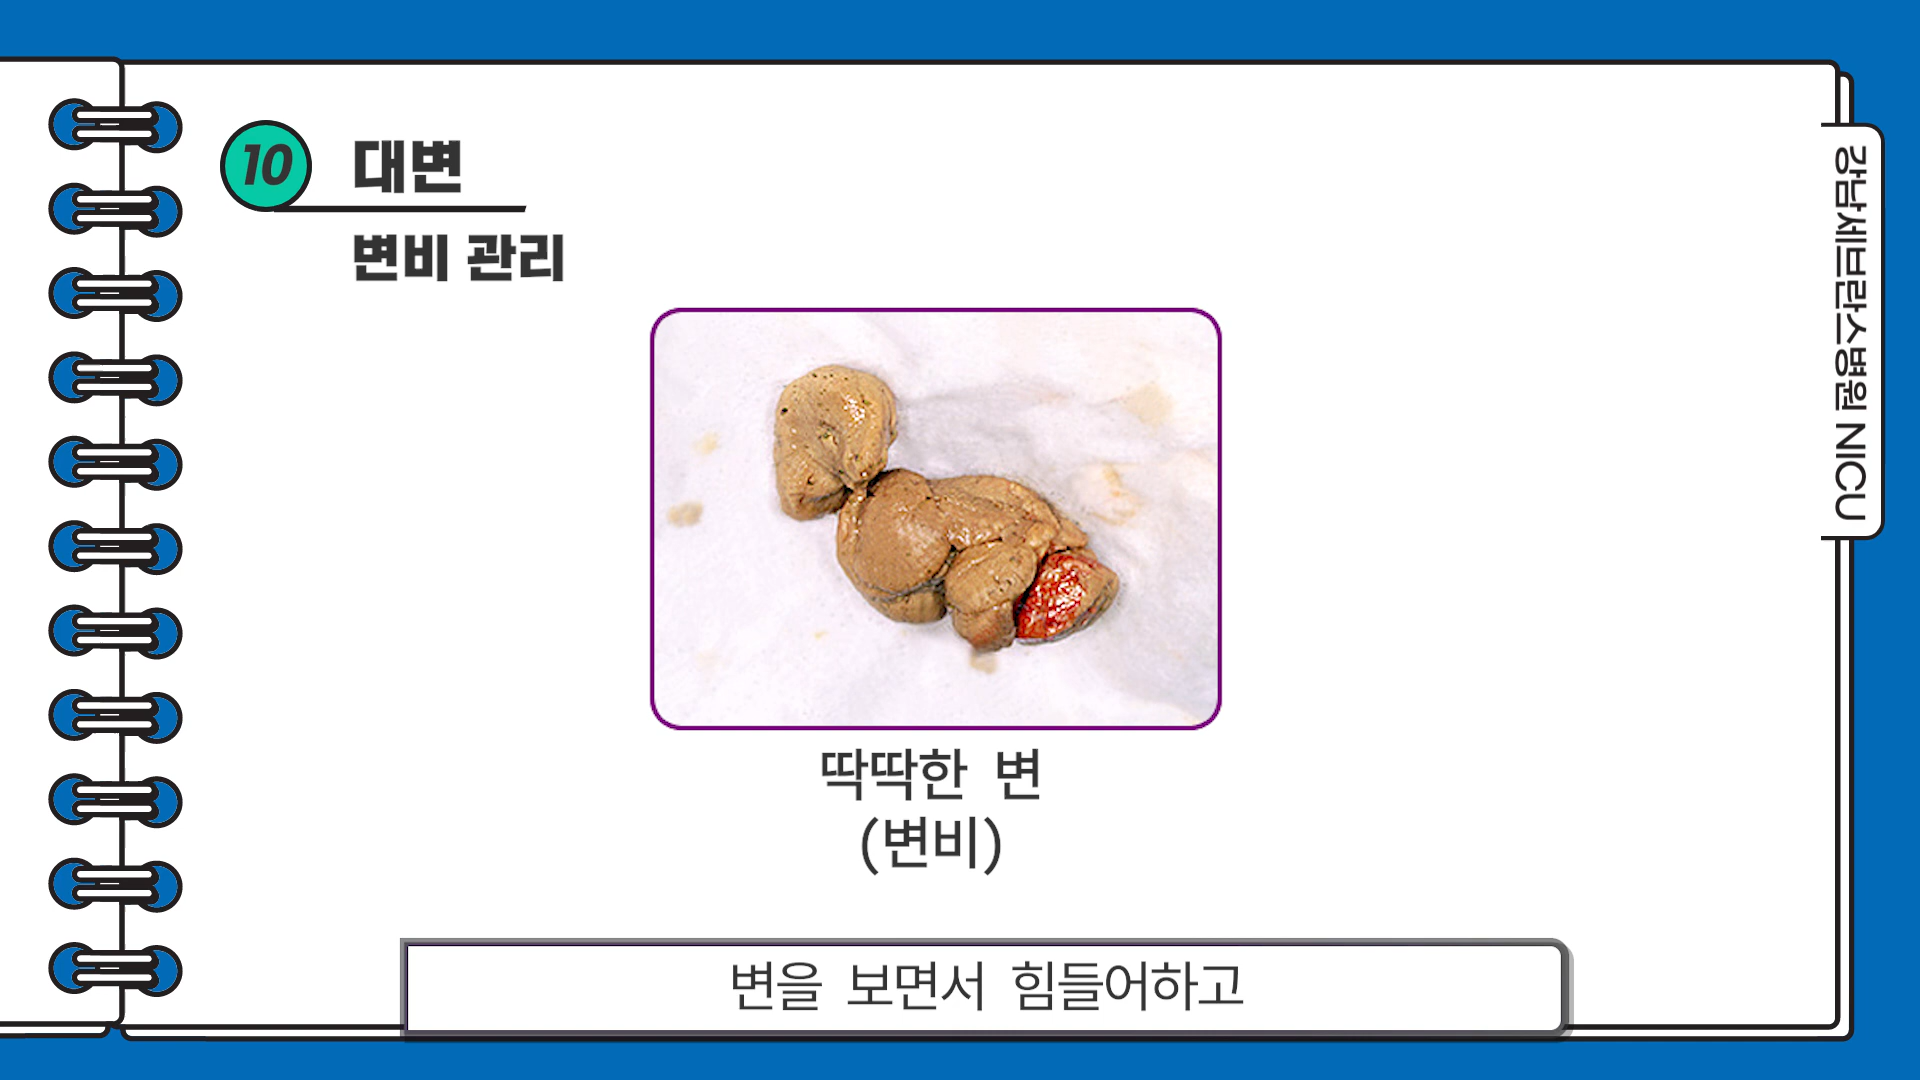 10 대변
변비 관리
강남세브란스병원 NICU
딱딱한 변
(변비)
변을 보면서 힘들어하고